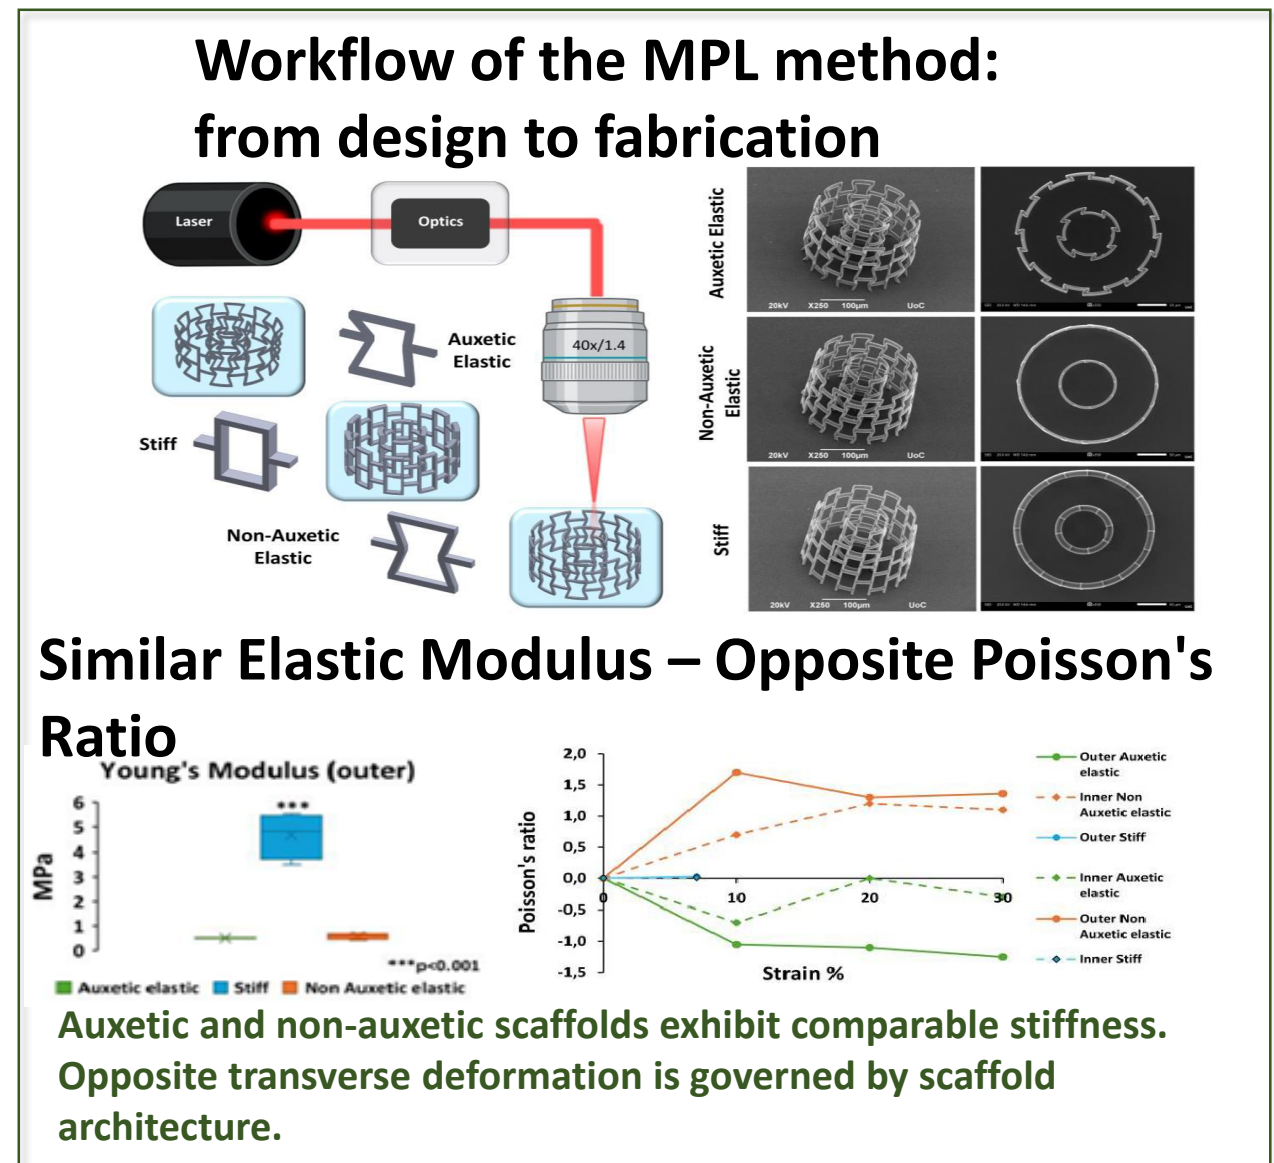 Workflow of the MPL method:
from design to fabrication
Laser
Optics
40x/1.4
Auxetic
Elastic
Stiff
Non-Auxetic
Elastic
Auxetic Elastic
20kV X250 100µm UoC
Non-Auxetic
Elastic
20kV X250 100µm UoC
Stiff
20kV X250 100µm UoC
Similar Elastic Modulus – Opposite Poisson's
Ratio
Young's Modulus (outer)
MPa
6
5
4
3
2
1
0
***
***p<0.001
Auxetic elastic
Stiff
Non Auxetic elastic
Poisson's ratio
2,0
1,5
1,0
0,5
0,0
-0,5
-1,0
-1,5
0 10 20 30
Strain %
Outer Auxetic
elastic
Inner Non
Auxetic elastic
Outer Stiff
Inner Auxetic
elastic
Outer Non
Auxetic elastic
Inner Stiff
Auxetic and non-auxetic scaffolds exhibit comparable stiffness.
Opposite transverse deformation is governed by scaffold
architecture.